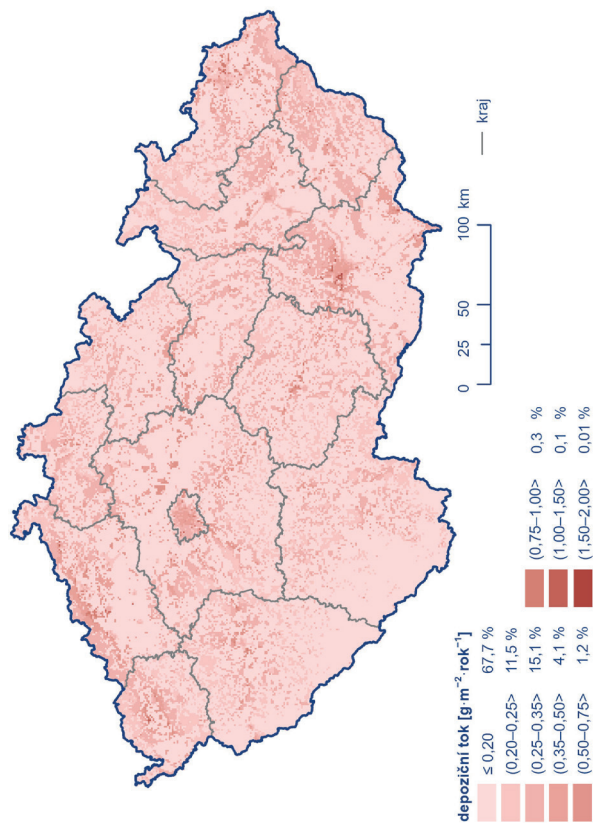 depoziční tok [g·m⁻²·rok⁻¹]
≤ 0,20 67,7 %
(0,20–0,25> 11,5 %
(0,25–0,35> 15,1 %
(0,35–0,50> 4,1 %
(0,50–0,75> 1,2 %
(0,75–1,00> 0,3 %
(1,00–1,50> 0,1 %
(1,50–2,00> 0,01 %
0 25 50 100 km
kraj